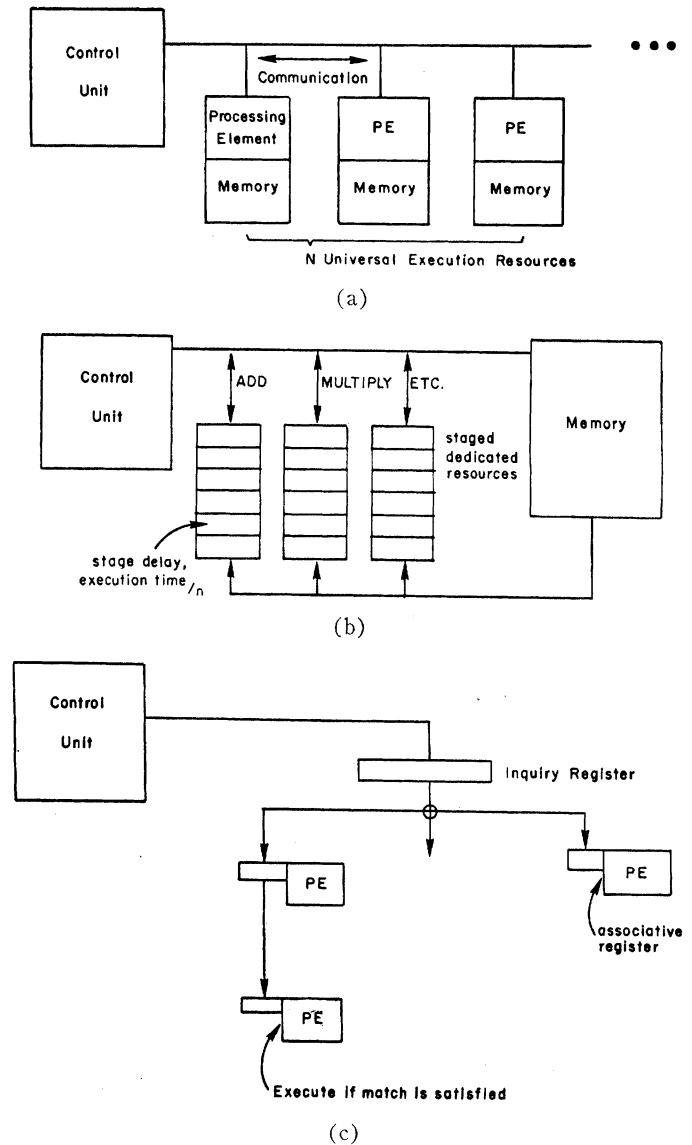 Control
Unit
Communication
Processing
Element
PE
PE
Memory
Memory
Memory
N Universal Execution Resources
(a)
Control
Unit
ADD
MULTIPLY
ETC.
staged
dedicated
resources
Memory
stage delay,
execution time/n
(b)
Control
Unit
Inquiry Register
PE
PE
associative
register
PE
Execute if match is satisfied
(c)